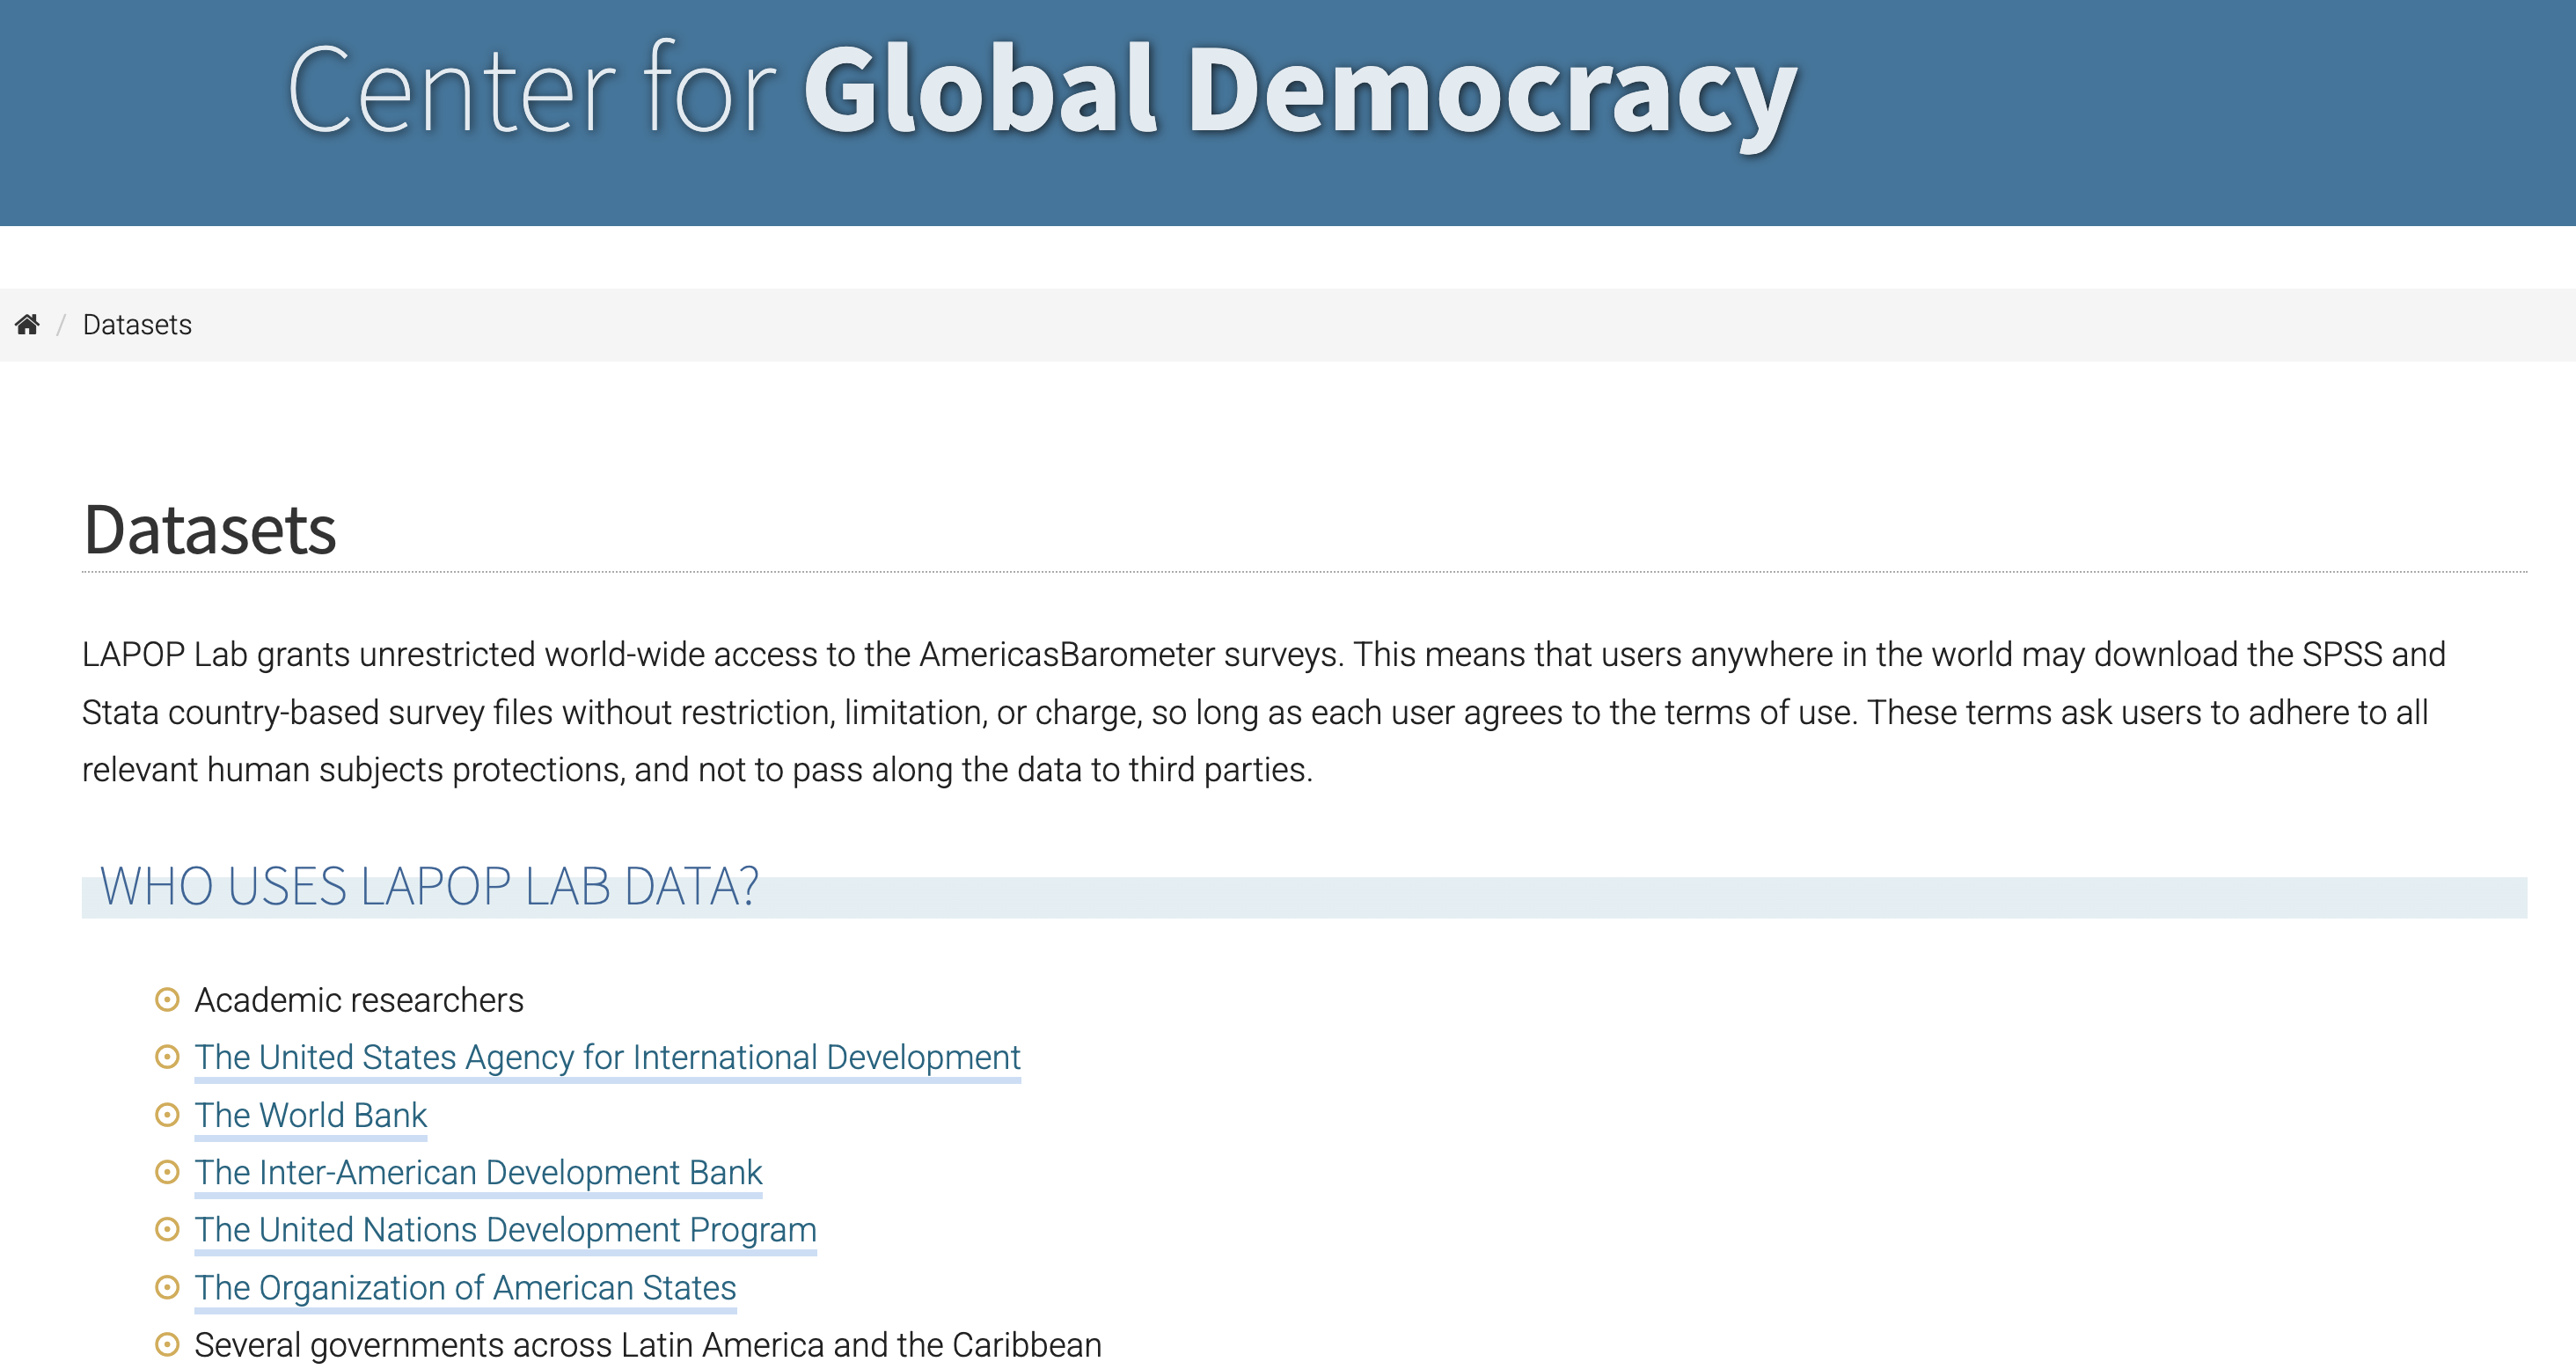 Center for Global Democracy
/ Datasets
Datasets
LAPOP Lab grants unrestricted world-wide access to the AmericasBarometer surveys. This means that users anywhere in the world may download the SPSS and
Stata country-based survey files without restriction, limitation, or charge, so long as each user agrees to the terms of use. These terms ask users to adhere to all
relevant human subjects protections, and not to pass along the data to third parties.
WHO USES LAPOP LAB DATA?
Academic researchers
The United States Agency for International Development
The World Bank
The Inter-American Development Bank
The United Nations Development Program
The Organization of American States
Several governments across Latin America and the Caribbean